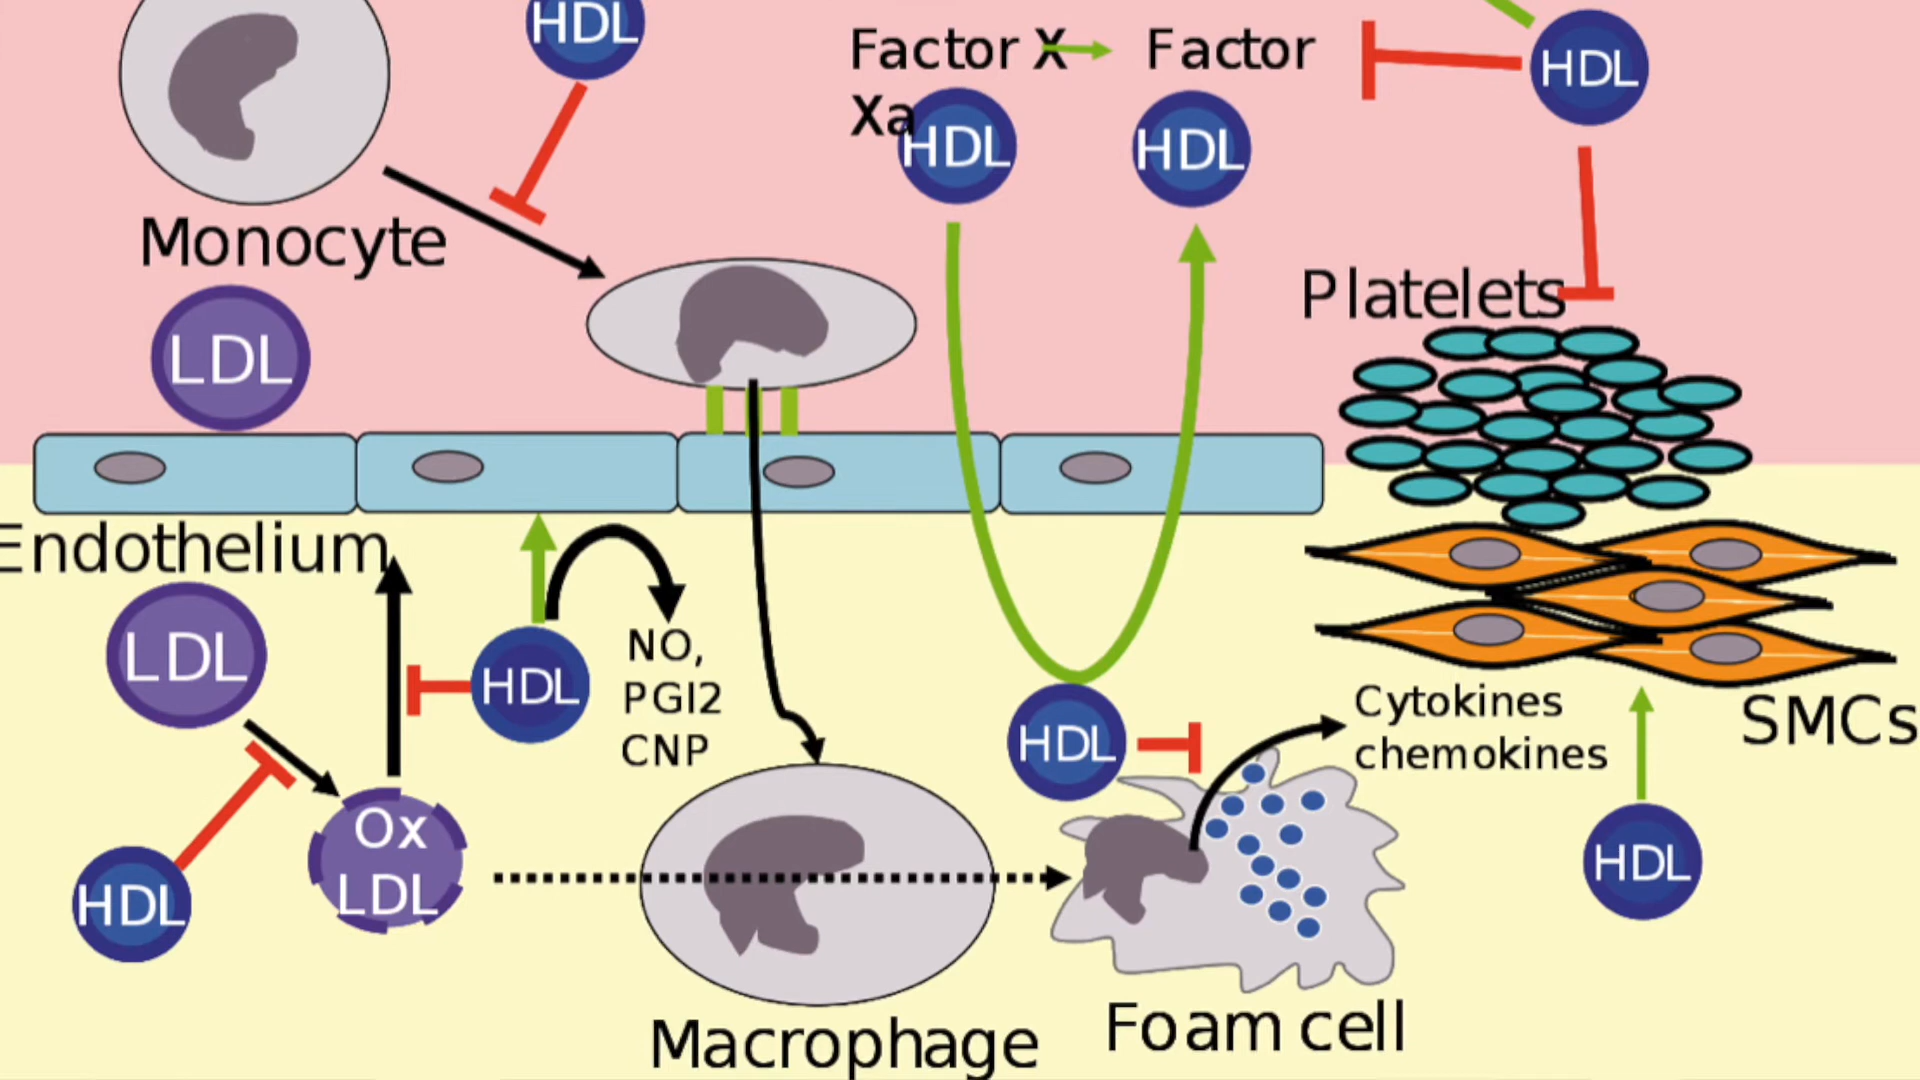 HDL
Factor X Factor
Xa
HDL
HDL
HDL
Monocyte
LDL
Platelets
Endothelium
LDL
HDL
NO,
PGI2
CNP
HDL
Cytokines
chemokines
SMCs
Ox
LDL
HDL
HDL
Macrophage
Foam cell